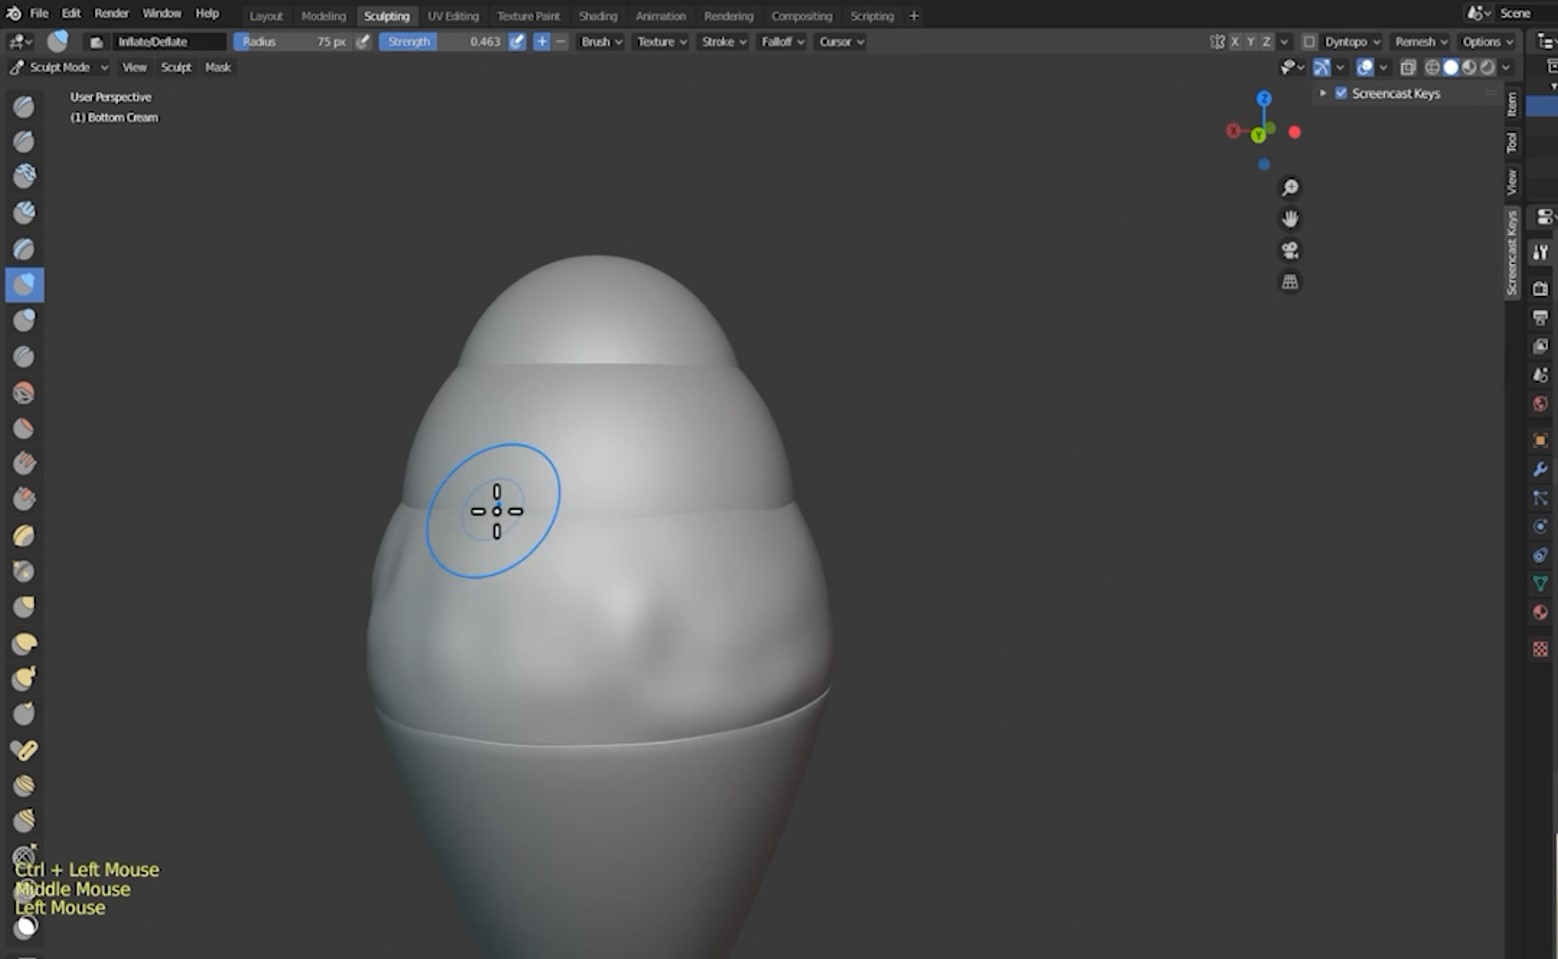 File Edit Render Window Help Layout Modeling Sculpting UV Editing Texture Paint Shading Animation Rendering Compositing Scripting + Scene
Inflate/Deflate Radius 75 px Strength 0.463 + − Brush Texture Stroke Falloff Cursor X Y Z Dyntopo Remesh Options
Sculpt Mode View Sculpt Mask
Screencast Keys
User Perspective
(1) Bottom Cream
Z
X
Y
Item
Tool
View
Screencast Keys
Ctrl + Left Mouse
Middle Mouse
Left Mouse